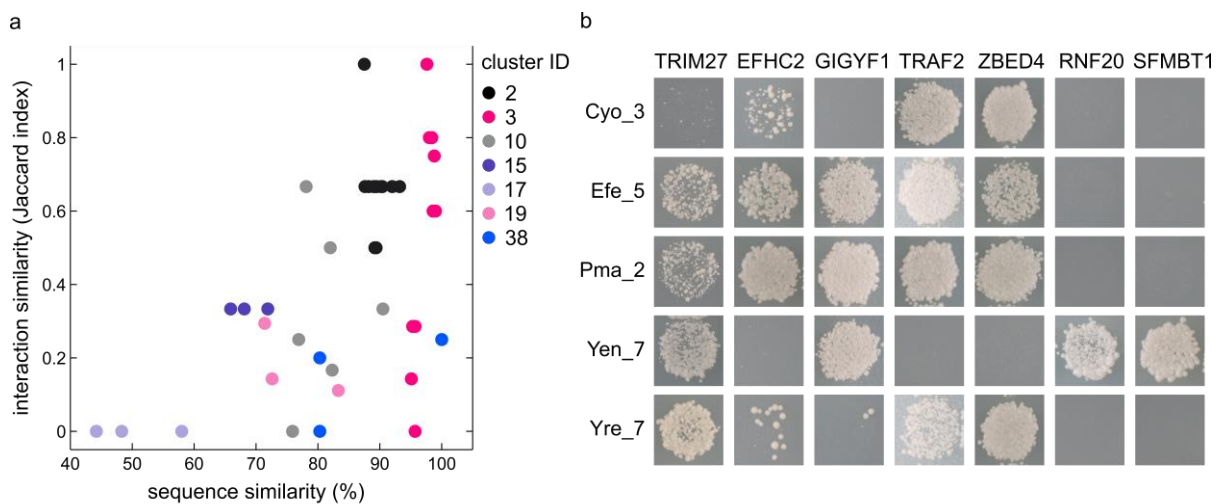 a
b
interaction similarity (Jaccard index)
1
0.8
0.6
0.4
0.2
0
40 50 60 70 80 90 100
sequence similarity (%)
cluster ID
2
3
10
15
17
19
38
TRIM27 EFHC2 GIGYF1 TRAF2 ZBED4 RNF20 SFMBT1
Cyo_3
Efe_5
Pma_2
Yen_7
Yre_7